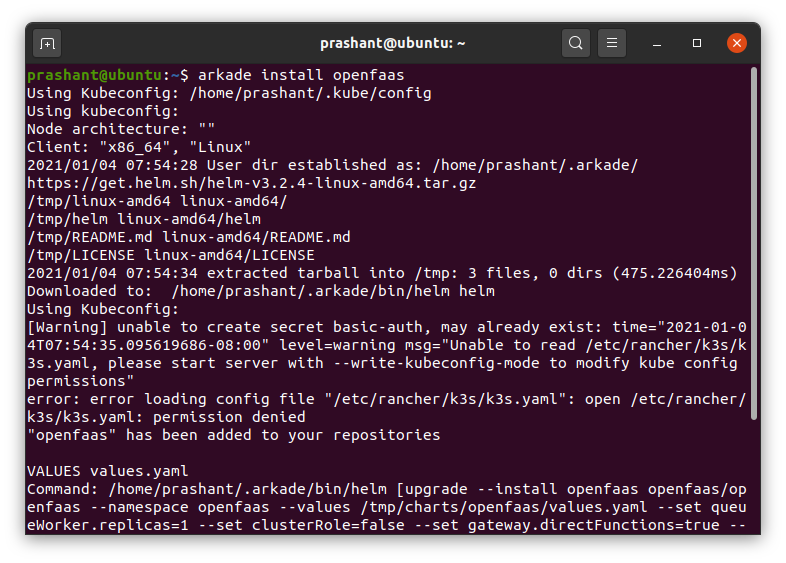 prashant@ubuntu: ~
prashant@ubuntu:~$ arkade install openfaas
Using Kubeconfig: /home/prashant/.kube/config
Using kubeconfig:
Node architecture: ""
Client: "x86_64", "Linux"
2021/01/04 07:54:28 User dir established as: /home/prashant/.arkade/
https://get.helm.sh/helm-v3.2.4-linux-amd64.tar.gz
/tmp/linux-amd64 linux-amd64/
/tmp/helm linux-amd64/helm
/tmp/README.md linux-amd64/README.md
/tmp/LICENSE linux-amd64/LICENSE
2021/01/04 07:54:34 extracted tarball into /tmp: 3 files, 0 dirs (475.226404ms)
Downloaded to:  /home/prashant/.arkade/bin/helm helm
Using Kubeconfig:
[Warning] unable to create secret basic-auth, may already exist: time="2021-01-0
4T07:54:35.095619686-08:00" level=warning msg="Unable to read /etc/rancher/k3s/k
3s.yaml, please start server with --write-kubeconfig-mode to modify kube config
permissions"
error: error loading config file "/etc/rancher/k3s/k3s.yaml": open /etc/rancher/
k3s/k3s.yaml: permission denied
"openfaas" has been added to your repositories
VALUES values.yaml
Command: /home/prashant/.arkade/bin/helm [upgrade --install openfaas openfaas/op
enfaas --namespace openfaas --values /tmp/charts/openfaas/values.yaml --set queu
eWorker.replicas=1 --set clusterRole=false --set gateway.directFunctions=true --